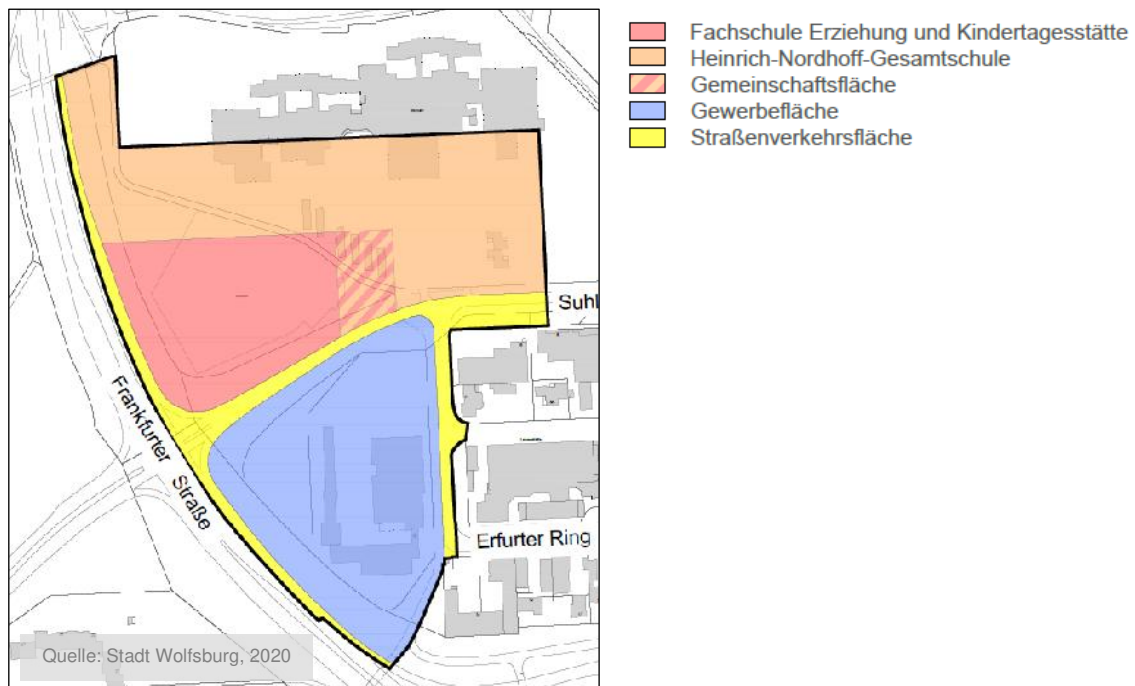 Fachschule Erziehung und Kindertagesstätte
Heinrich-Nordhoff-Gesamtschule
Gemeinschaftsfläche
Gewerbefläche
Straßenverkehrsfläche
Suhl
Frankfurter Straße
Erfurter Ring
Quelle: Stadt Wolfsburg, 2020